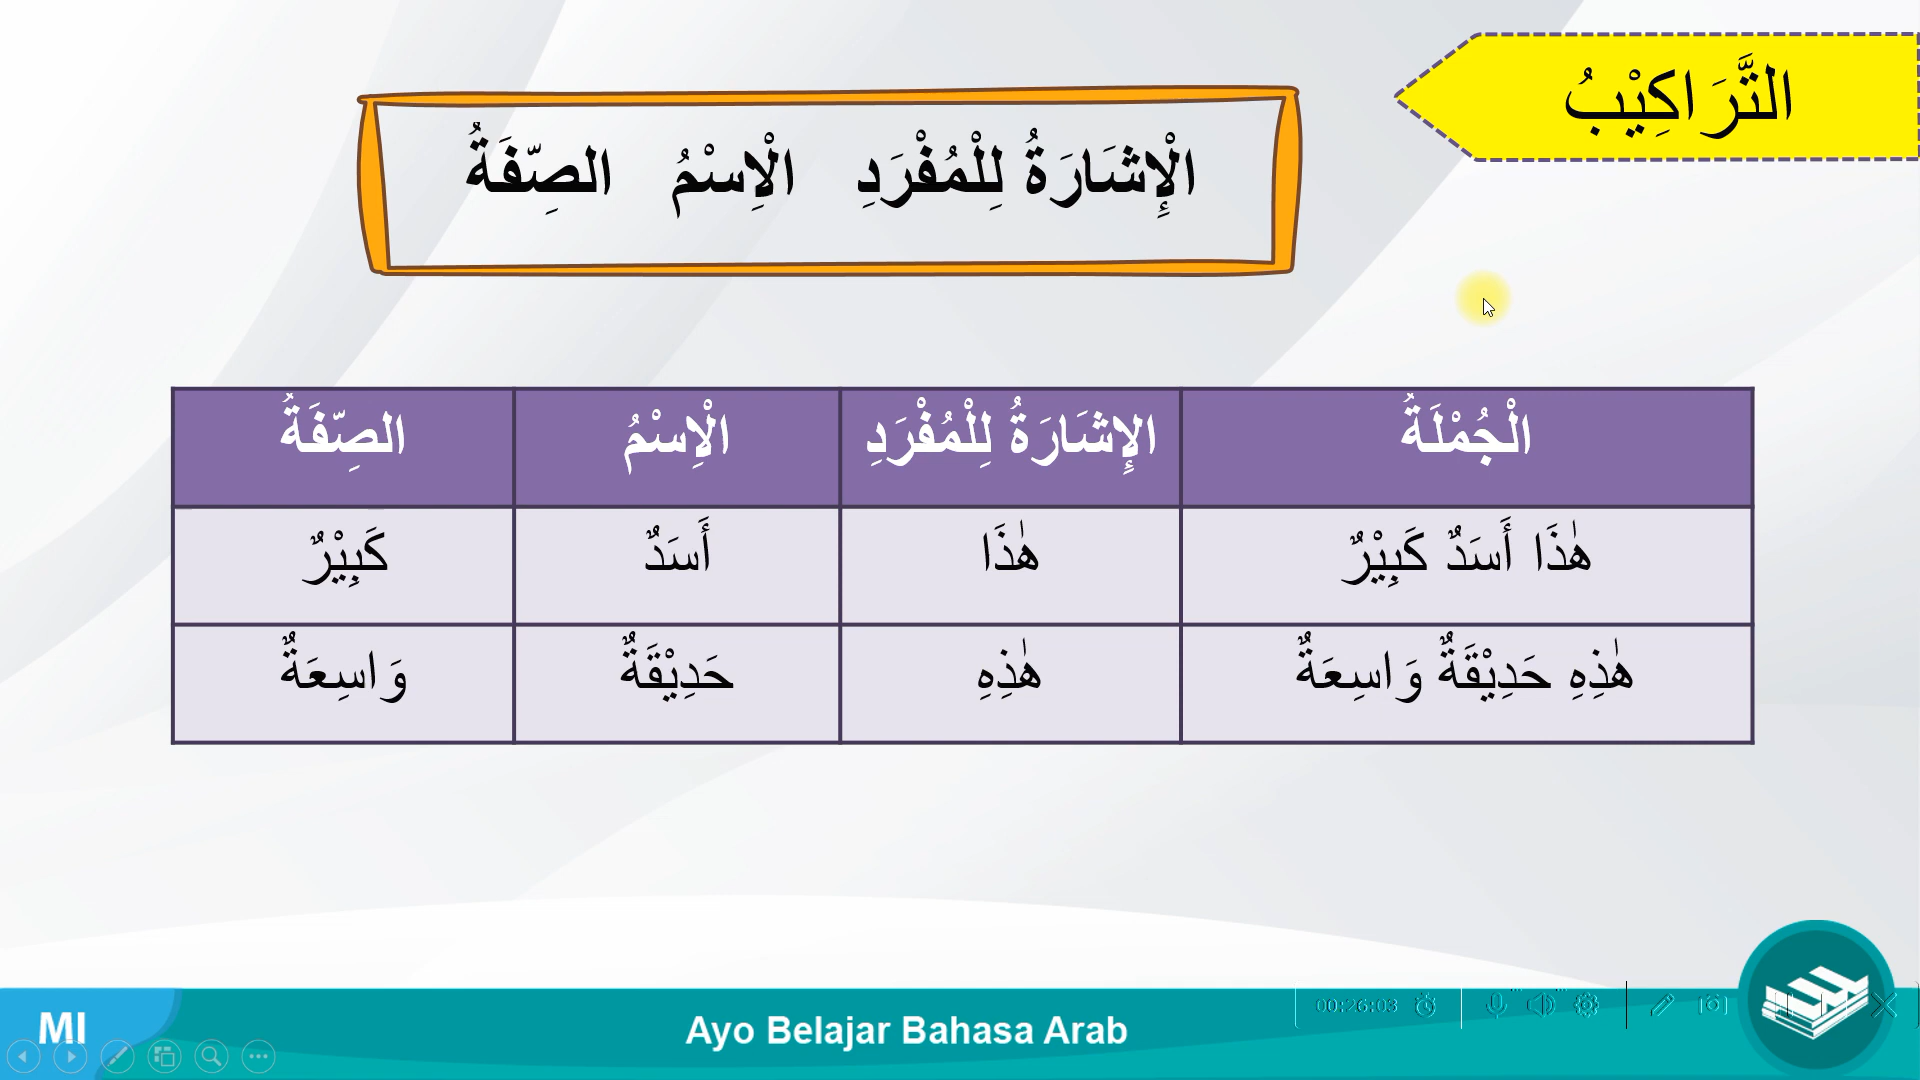 التَّرَاكِيْبُ
الْإِشَارَةُ لِلْمُفْرَدِ الْاِسْمُ الصِّفَةُ
الْجُمْلَةُ الإِشَارَةُ لِلْمُفْرَدِ الْاِسْمُ الصِّفَةُ
هٰذَا أَسَدٌ كَبِيْرٌ هٰذَا أَسَدٌ كَبِيْرٌ
هٰذِهِ حَدِيْقَةٌ وَاسِعَةٌ هٰذِهِ حَدِيْقَةٌ وَاسِعَةٌ
MI
Ayo Belajar Bahasa Arab
00:26:03